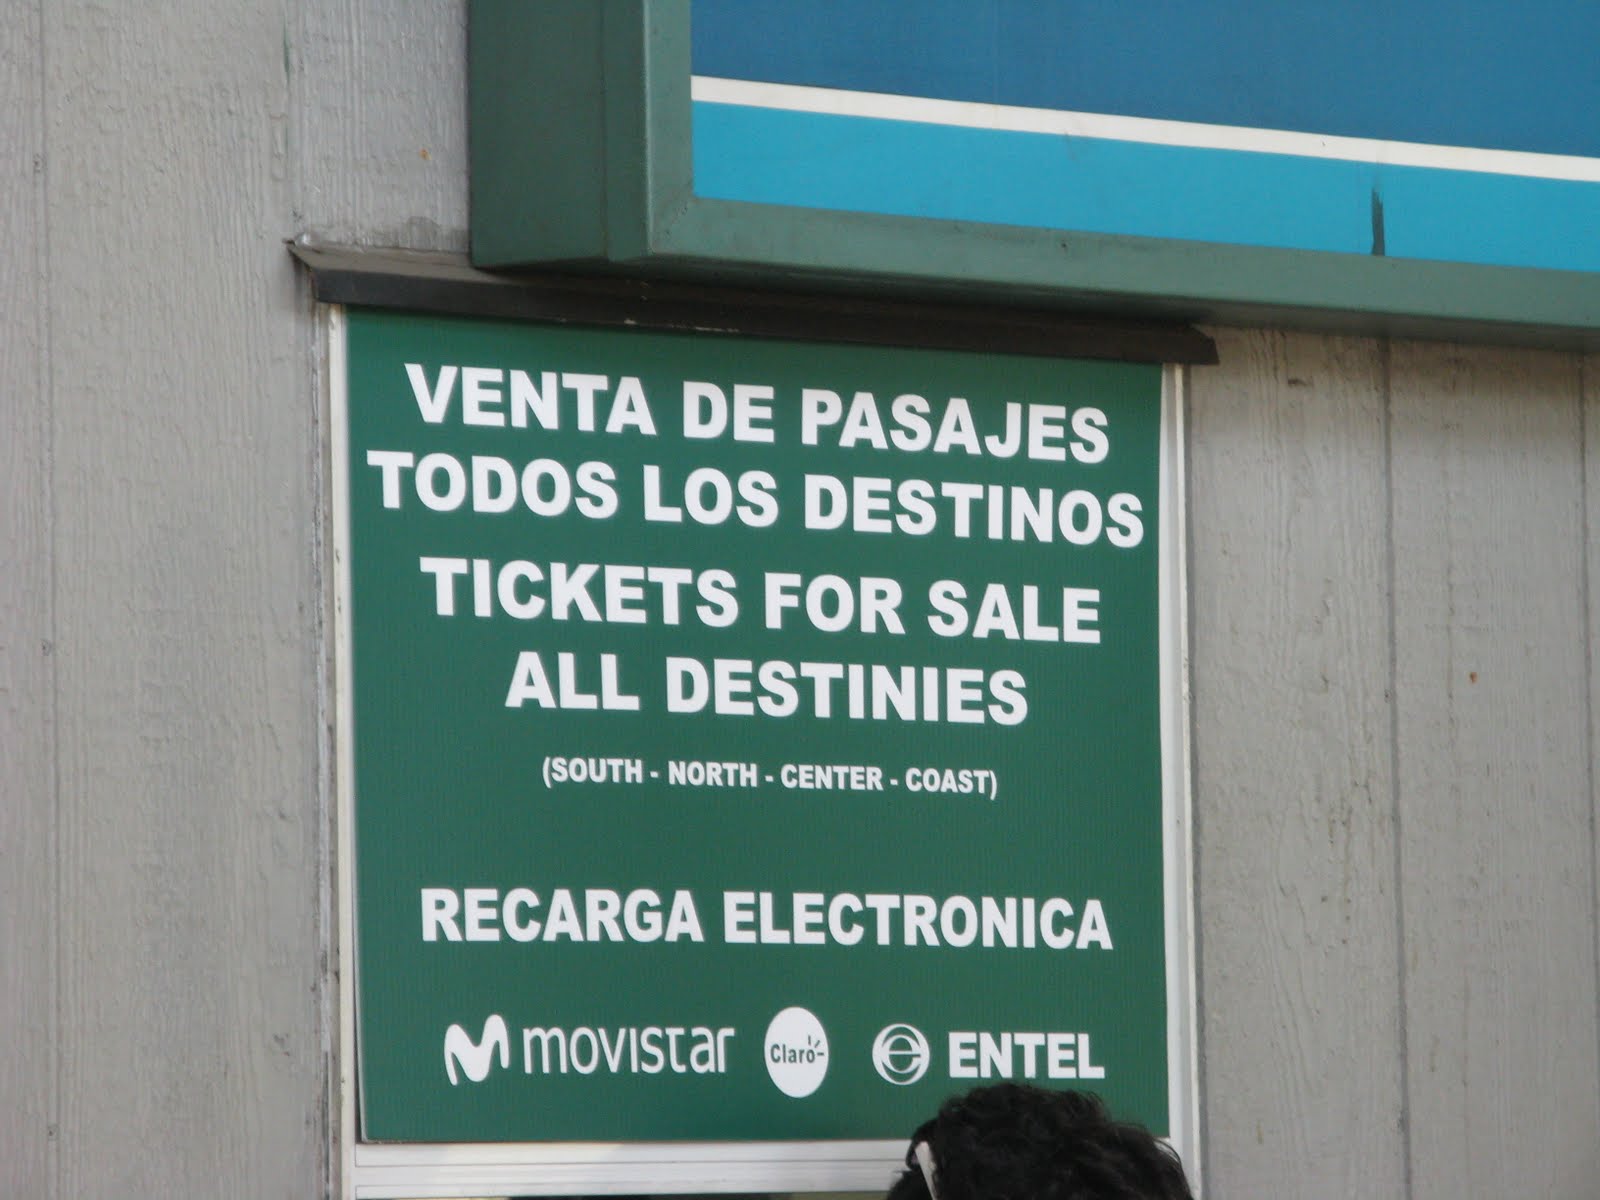 VENTA DE PASAJES
TODOS LOS DESTINOS
TICKETS FOR SALE
ALL DESTINIES
(SOUTH - NORTH - CENTER - COAST)
RECARGA ELECTRONICA
movistar Claro e ENTEL